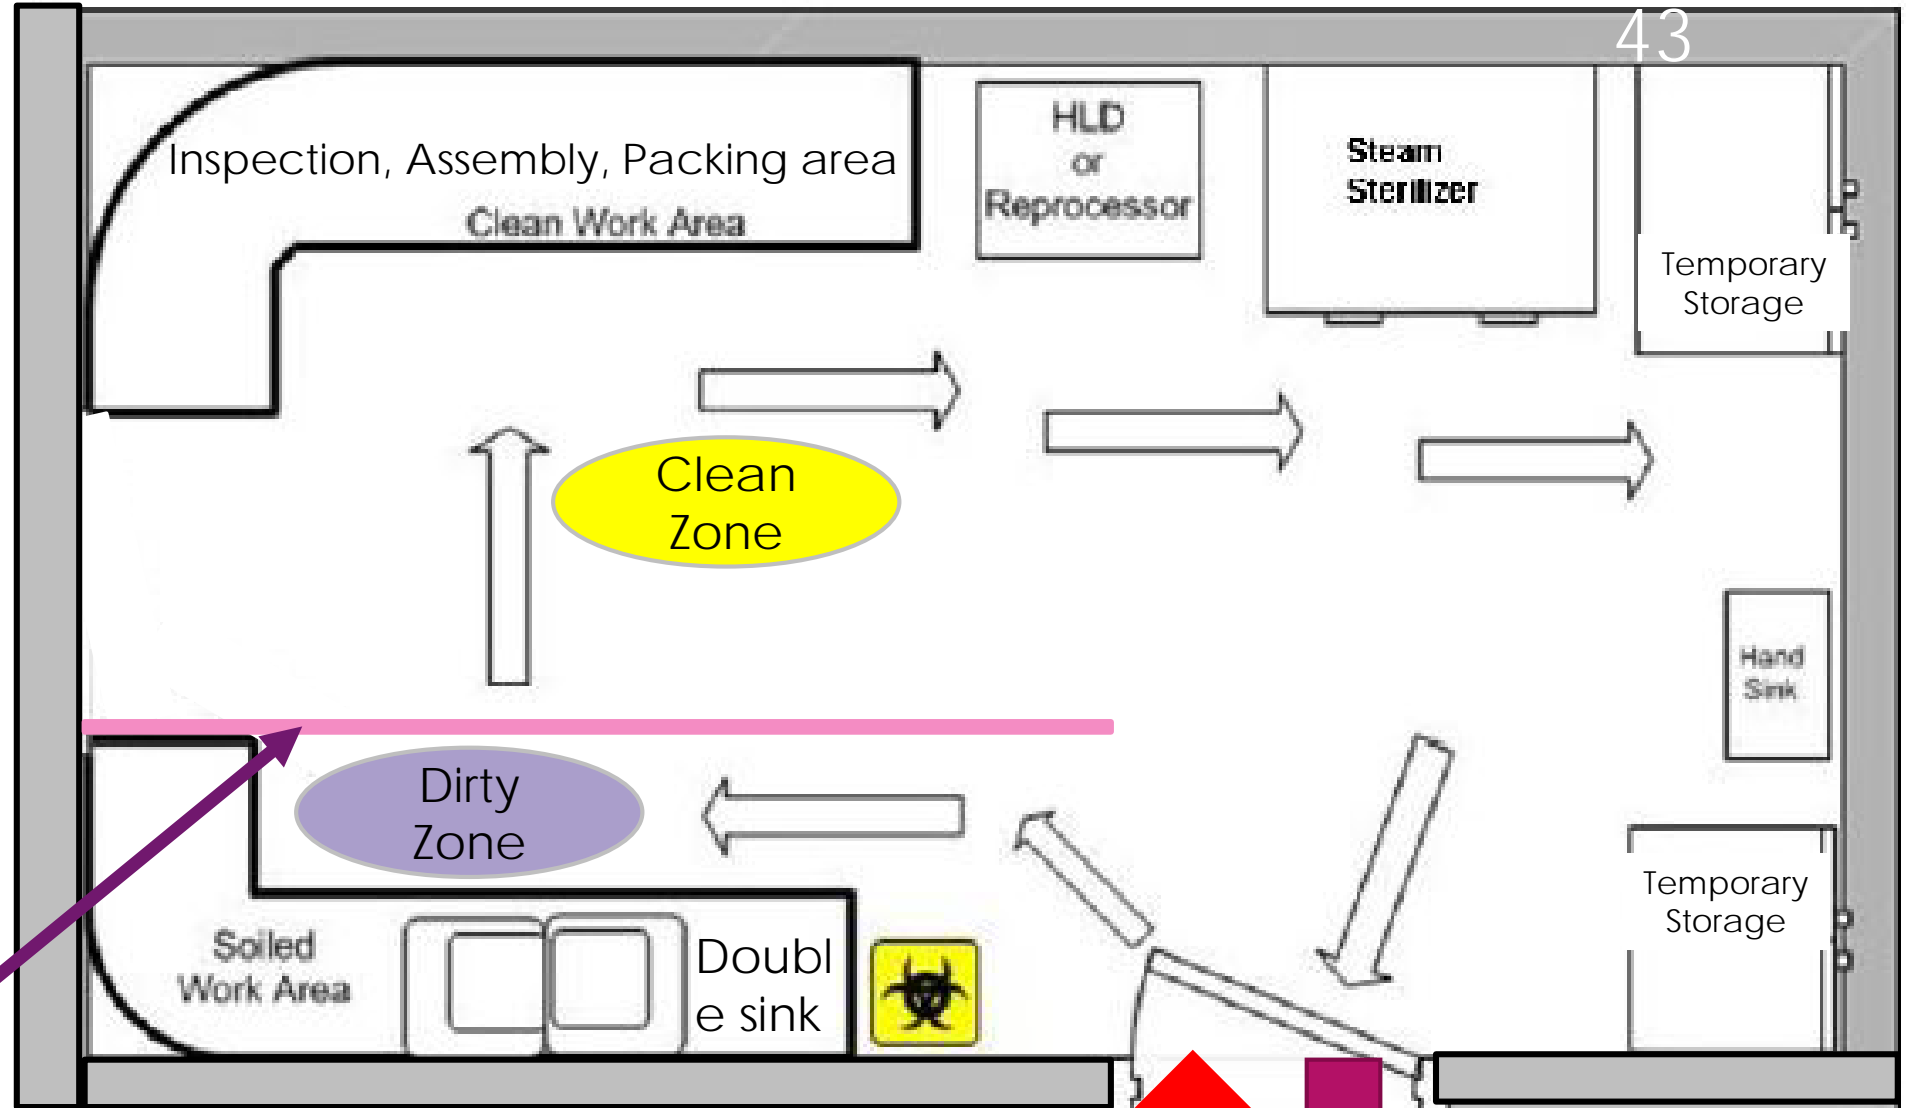 43
Inspection, Assembly, Packing area
Clean Work Area
HLD
or
Reprocessor
Steam
Sterilizer
Temporary
Storage
Clean
Zone
Hand
Sink
Dirty
Zone
Temporary
Storage
Soiled
Work Area
Doubl
e sink